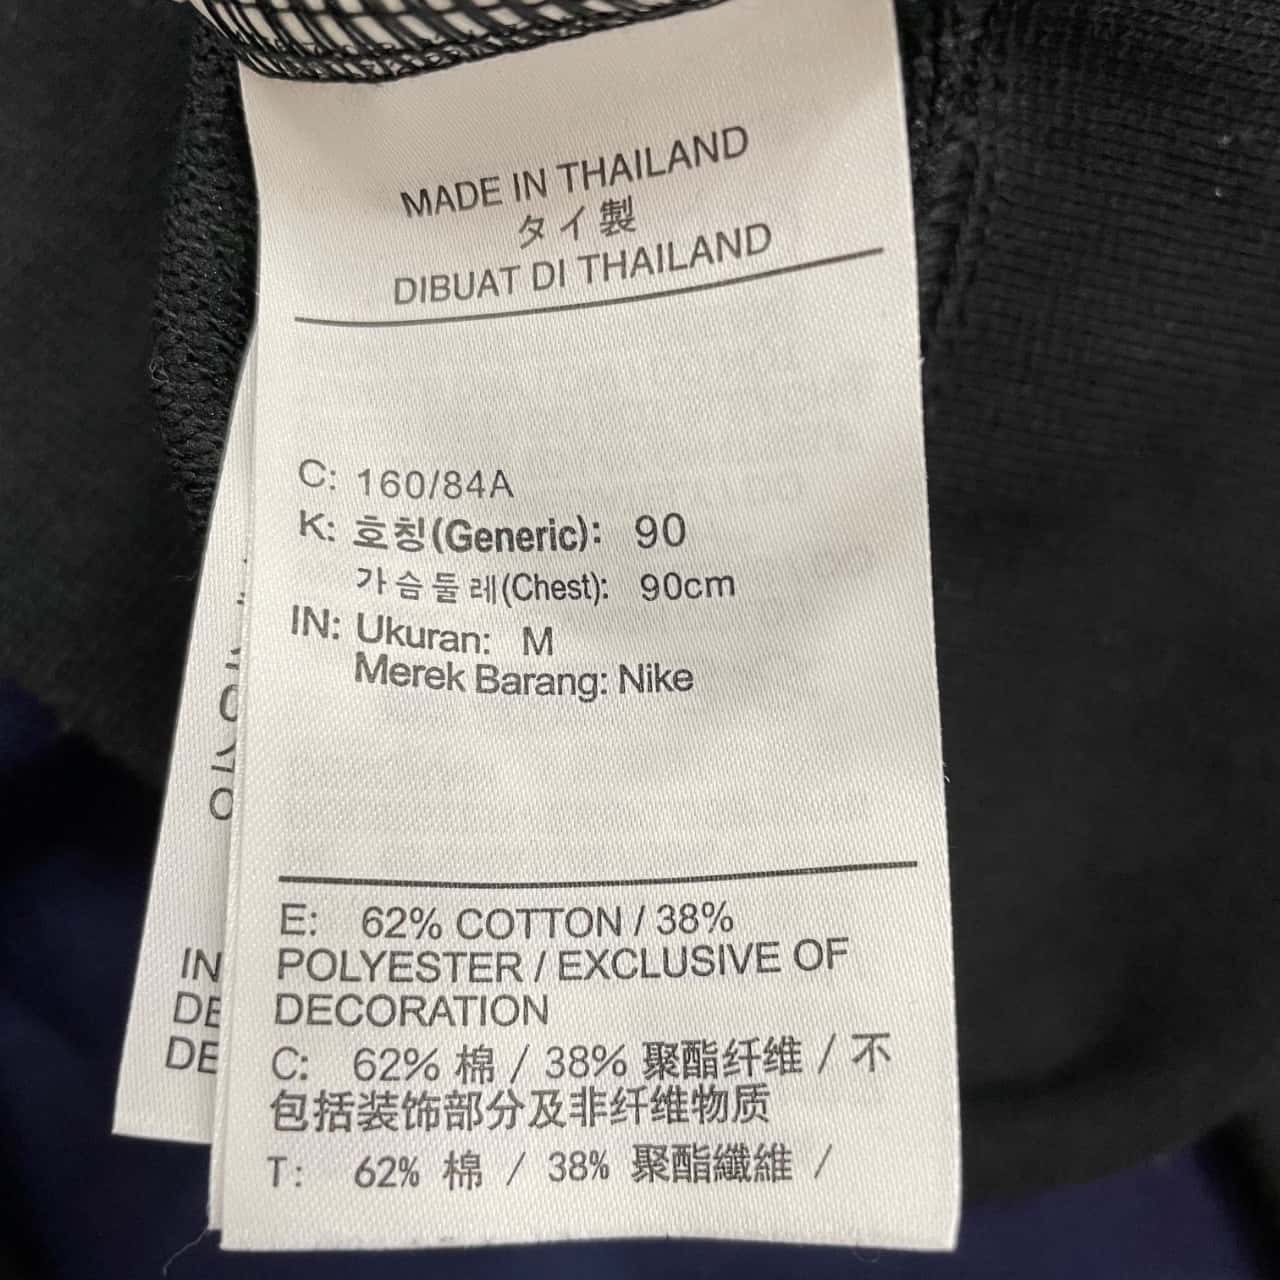 MADE IN THAILAND
タイ製
DIBUAT DI THAILAND
C: 160/84A
K: 호칭(Generic): 90
가슴둘레(Chest): 90cm
IN: Ukuran: M
Merek Barang: Nike
E: 62% COTTON / 38%
POLYESTER / EXCLUSIVE OF
DECORATION
C: 62% 棉 / 38% 聚酯纤维 / 不
包括装饰部分及非纤维物质
T: 62% 棉 / 38% 聚酯纖維 /
IN
DE
DE